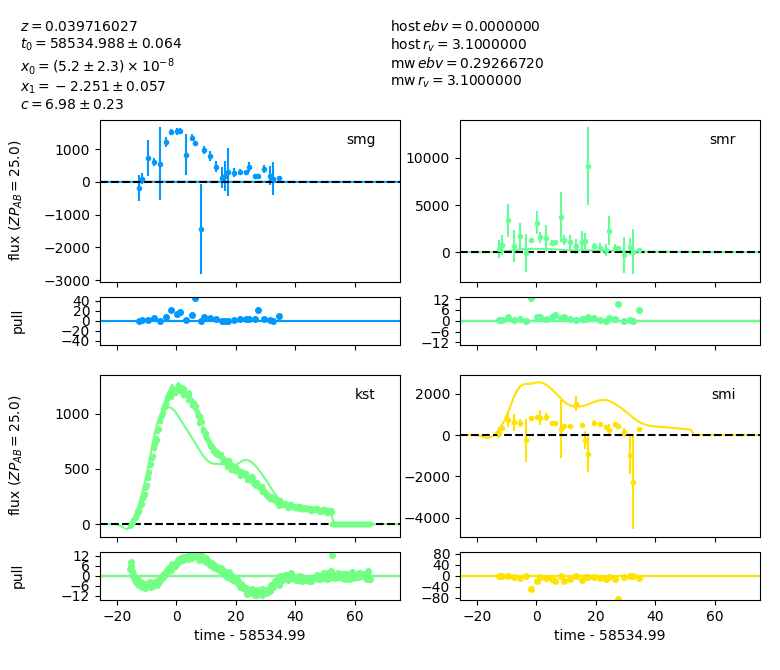 z = 0.039716027
t₀ = 58534.988 ± 0.064
x₀ = (5.2 ± 2.3) × 10⁻⁸
x₁ = −2.251 ± 0.057
c = 6.98 ± 0.23
host ebv = 0.0000000
host r_v = 3.1000000
mw ebv = 0.29266720
mw r_v = 3.1000000
flux (ZP_AB = 25.0)
1000
0
−1000
−2000
−3000
smg
10000
5000
0
smr
pull
40
20
0
−20
−40
12
6
0
−6
−12
flux (ZP_AB = 25.0)
1000
500
0
kst
2000
0
−2000
−4000
smi
pull
12
6
0
−6
−12
−20 0 20 40 60
time - 58534.99
80
40
0
−40
−80
−20 0 20 40 60
time - 58534.99